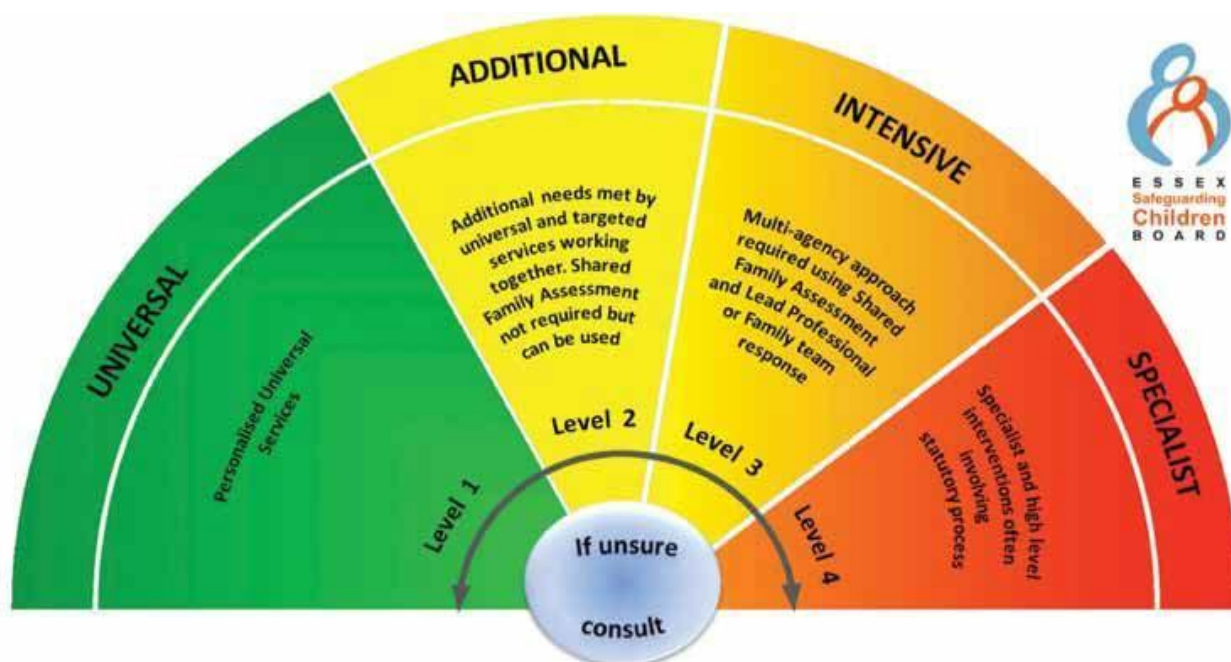 UNIVERSAL
Personalised Universal
Services
Level 1
ADDITIONAL
Additional needs met by
universal and targeted
services working
together. Shared
Family Assessment
not required but
can be used
Level 2
INTENSIVE
Multi-agency approach
required using Shared
Family Assessment
and Lead Professional
or Family team
response
Level 3
SPECIALIST
Specialist and high level
interventions often
involving
statutory process
Level 4
If unsure
consult
ESSEX
Safeguarding
Children
BOARD